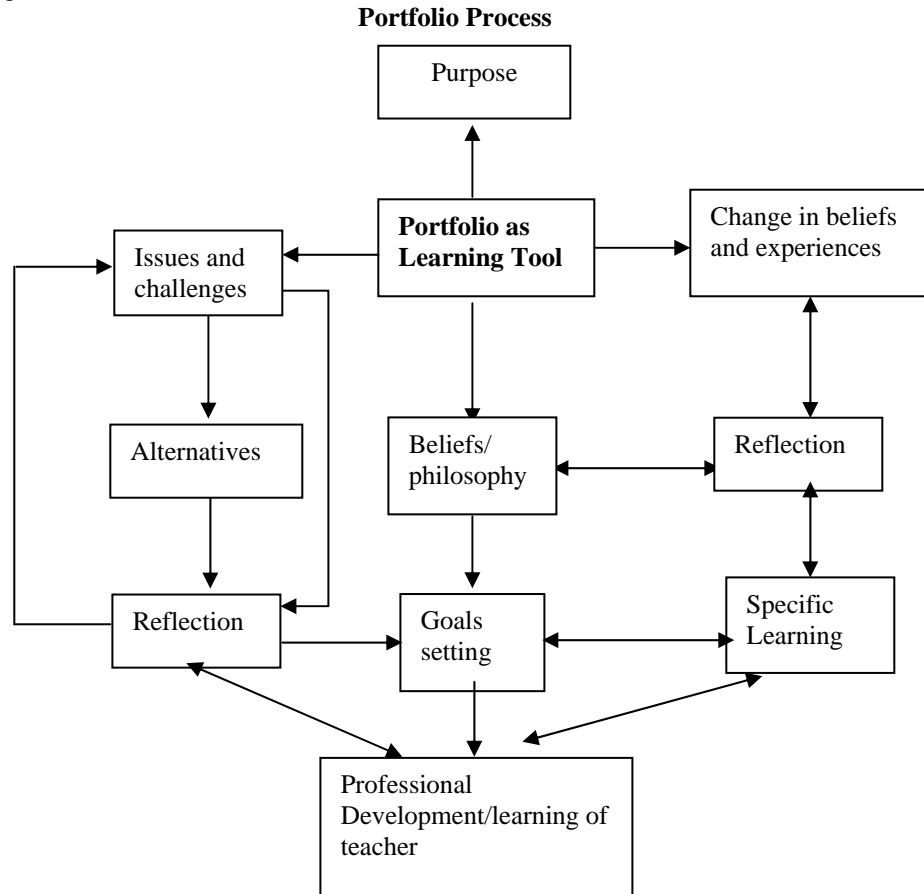 Portfolio Process
Purpose
Portfolio as
Learning Tool
Change in beliefs
and experiences
Issues and
challenges
Alternatives
Beliefs/
philosophy
Reflection
Reflection
Goals
setting
Specific
Learning
Professional
Development/learning of
teacher